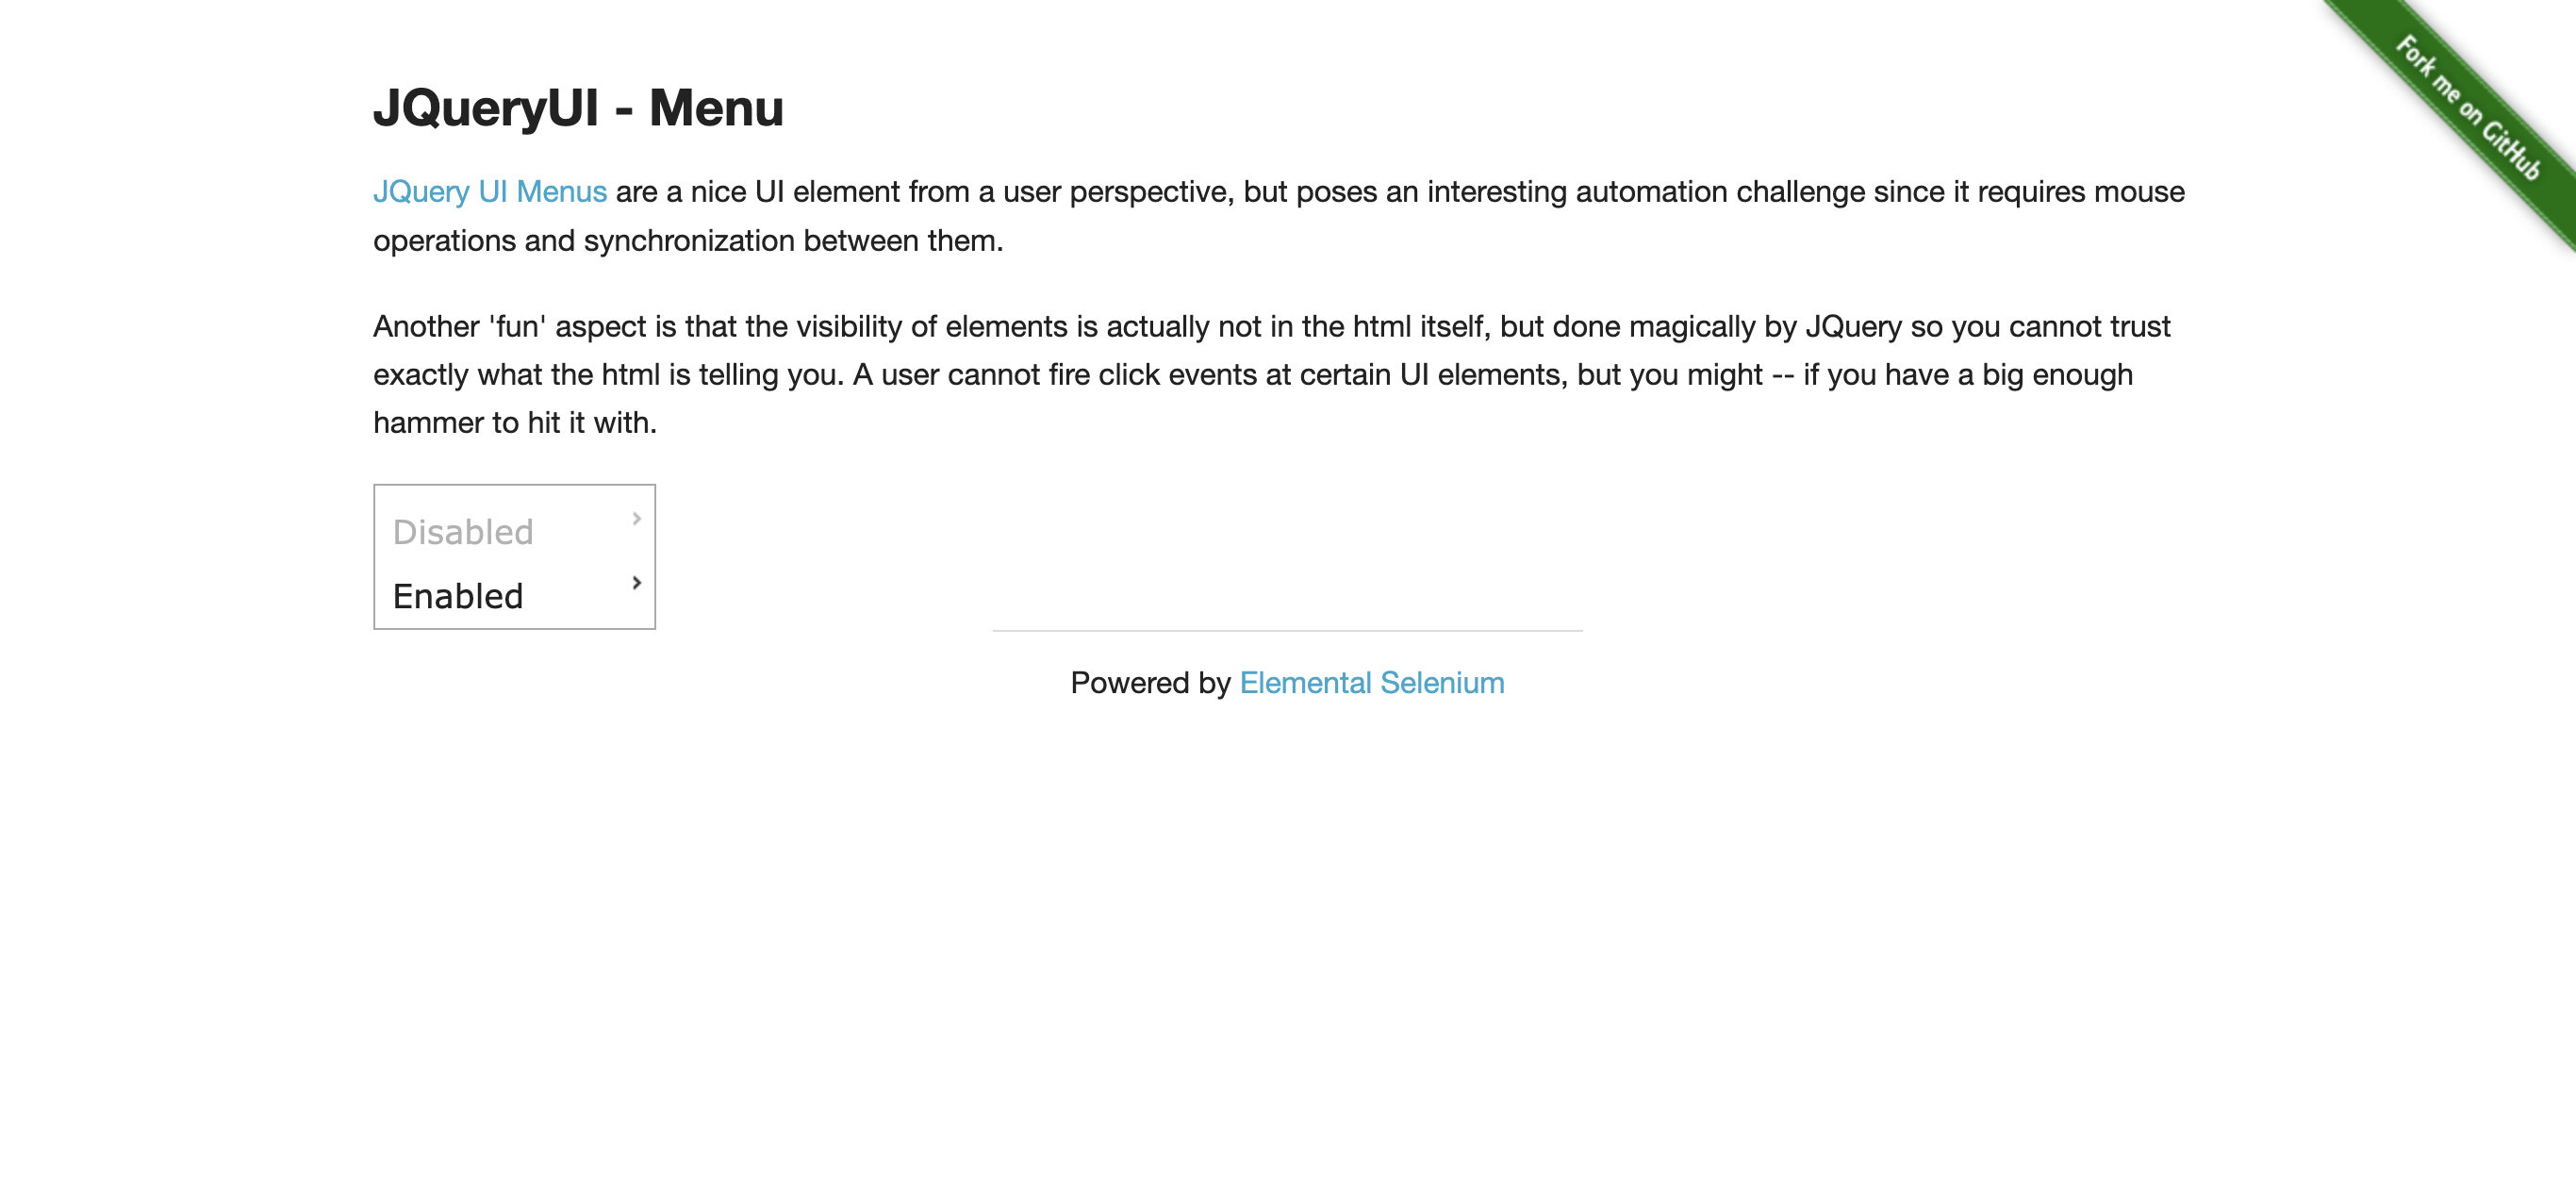 Fork me on GitHub
JQueryUI - Menu
JQuery UI Menus are a nice UI element from a user perspective, but poses an interesting automation challenge since it requires mouse
operations and synchronization between them.
Another 'fun' aspect is that the visibility of elements is actually not in the html itself, but done magically by JQuery so you cannot trust
exactly what the html is telling you. A user cannot fire click events at certain UI elements, but you might -- if you have a big enough
hammer to hit it with.
Disabled
Enabled
Powered by Elemental Selenium